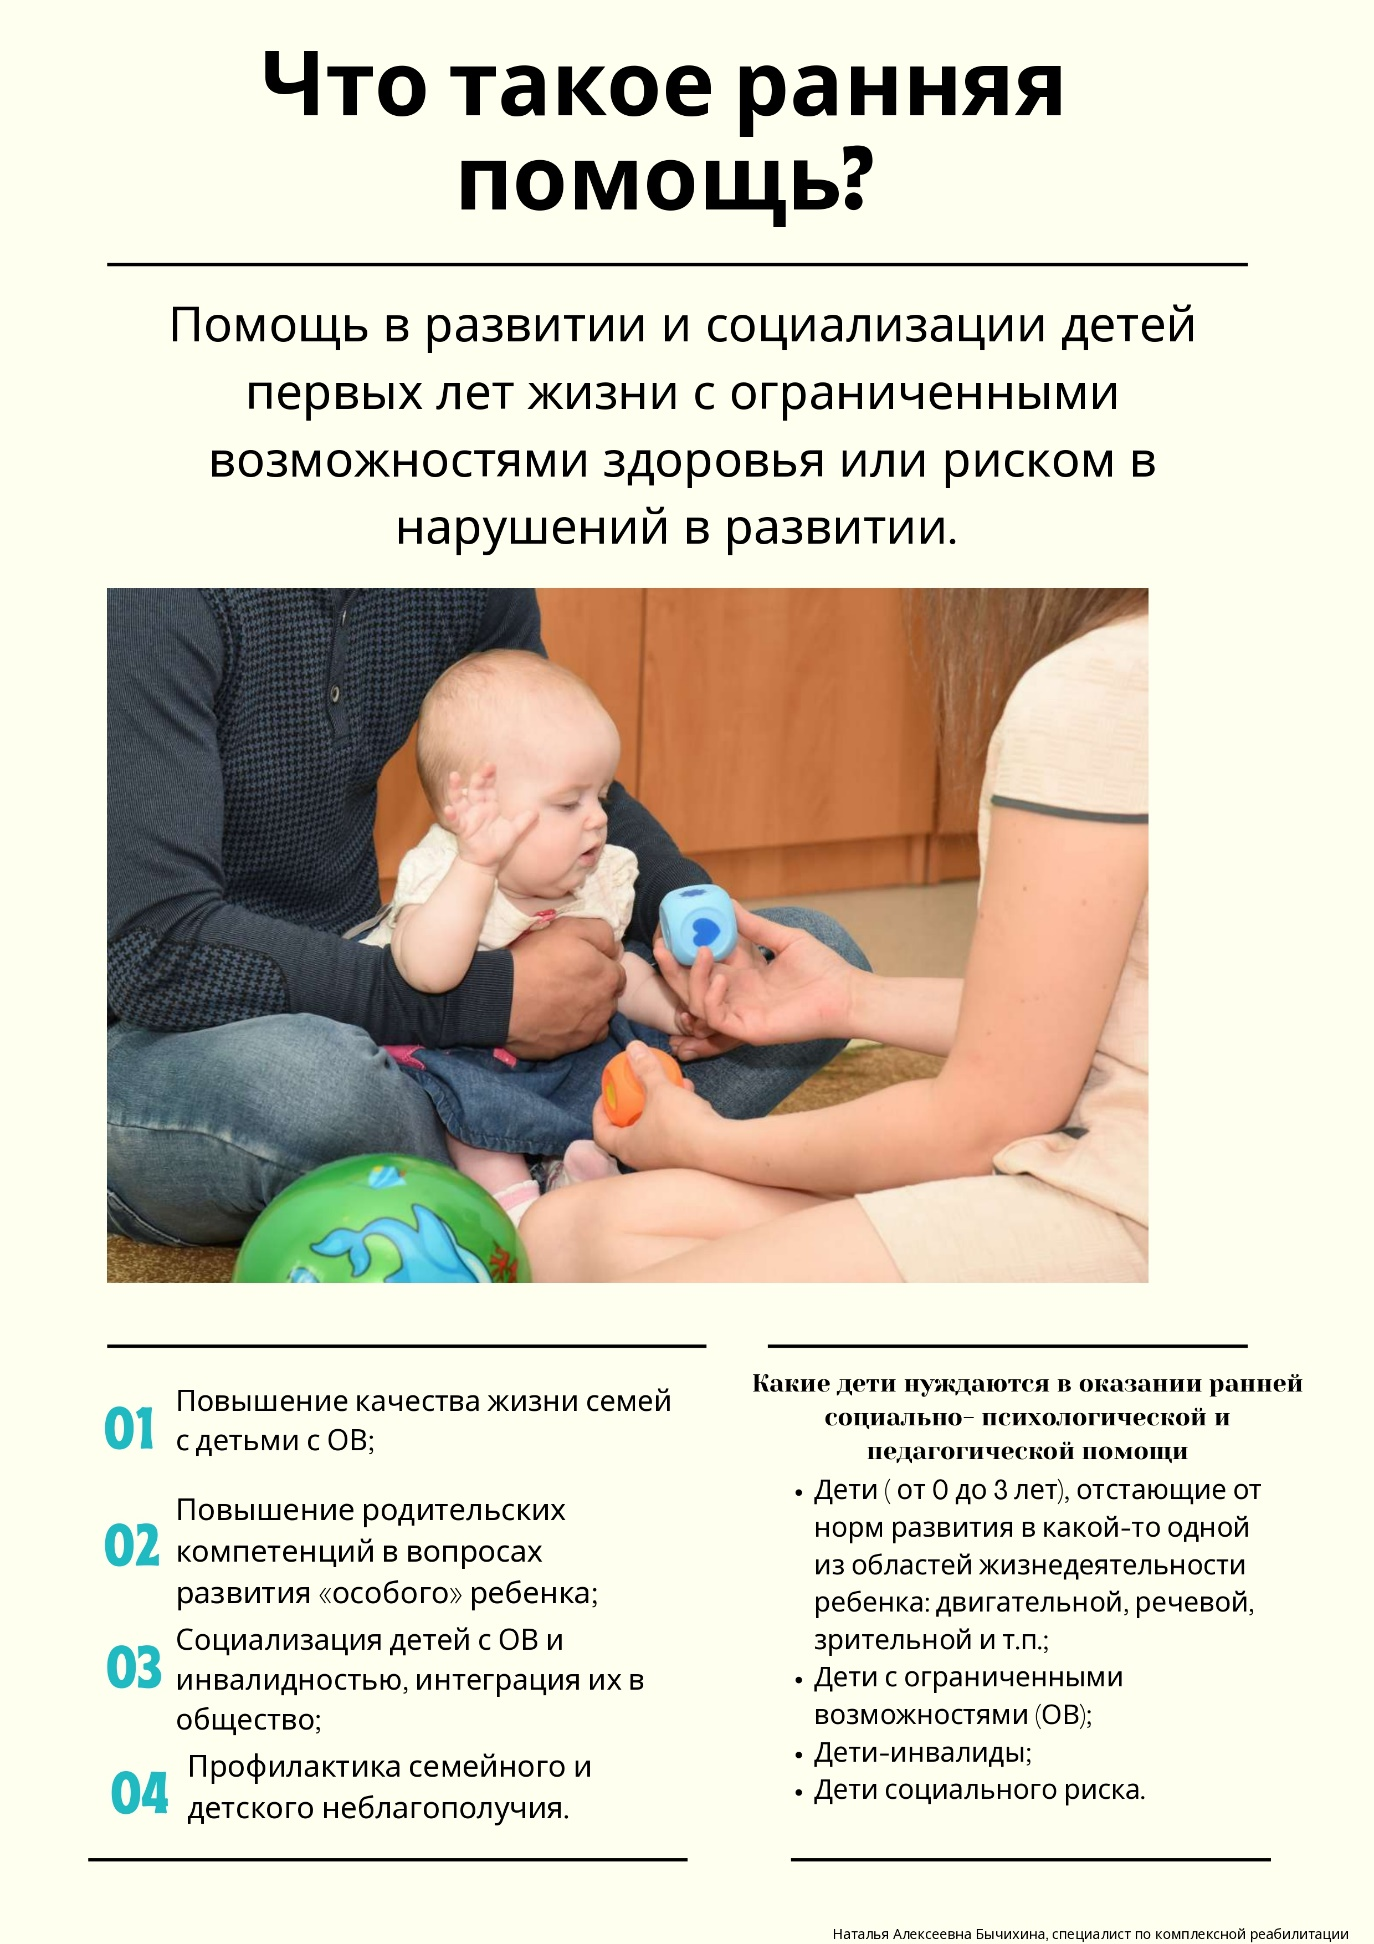 Что такое ранняя
помощь?
Помощь в развитии и социализации детей
первых лет жизни с ограниченными
возможностями здоровья или риском в
нарушений в развитии.
01
Повышение качества жизни семей
с детьми с ОВ;
02
Повышение родительских
компетенций в вопросах
развития «особого» ребенка;
03
Социализация детей с ОВ и
инвалидностью, интеграция их в
общество;
04
Профилактика семейного и
детского неблагополучия.
Какие дети нуждаются в оказании ранней
социально- психологической и
педагогической помощи
• Дети ( от 0 до 3 лет), отстающие от
норм развития в какой-то одной
из областей жизнедеятельности
ребенка: двигательной, речевой,
зрительной и т.п.;
• Дети с ограниченными
возможностями (ОВ);
• Дети-инвалиды;
• Дети социального риска.
Наталья Алексеевна Бычихина, специалист по комплексной реабилитации